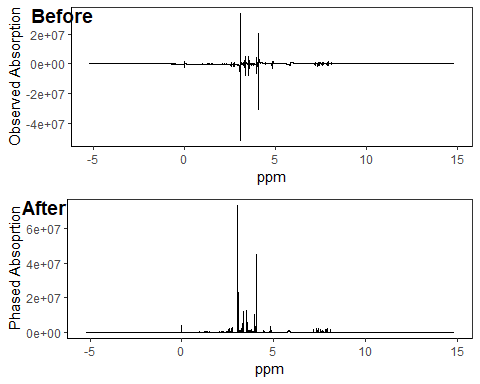 Before
Observed Absorption
2e+07
0e+00
-2e+07
-4e+07
-5 0 5 10 15
ppm
After
Phased Absoprtion
6e+07
4e+07
2e+07
0e+00
-5 0 5 10 15
ppm